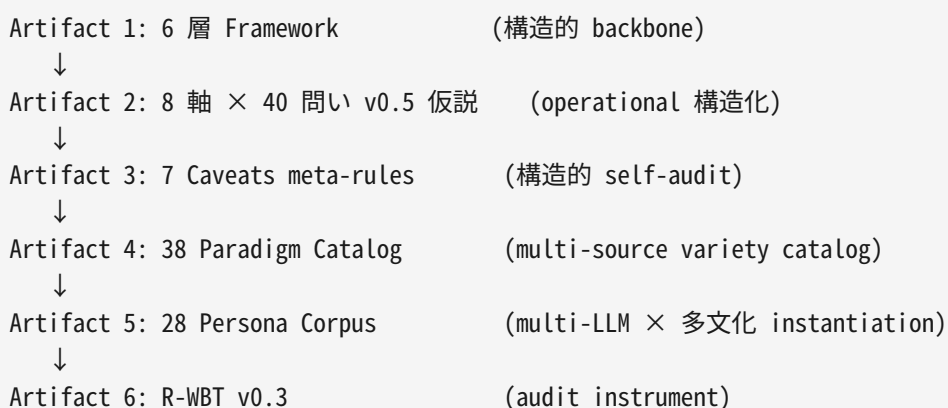 Artifact 1: 6 層 Framework (構造的 backbone)
↓
Artifact 2: 8 軸 × 40 問い v0.5 仮説 (operational 構造化)
↓
Artifact 3: 7 Caveats meta-rules (構造的 self-audit)
↓
Artifact 4: 38 Paradigm Catalog (multi-source variety catalog)
↓
Artifact 5: 28 Persona Corpus (multi-LLM × 多文化 instantiation)
↓
Artifact 6: R-WBT v0.3 (audit instrument)